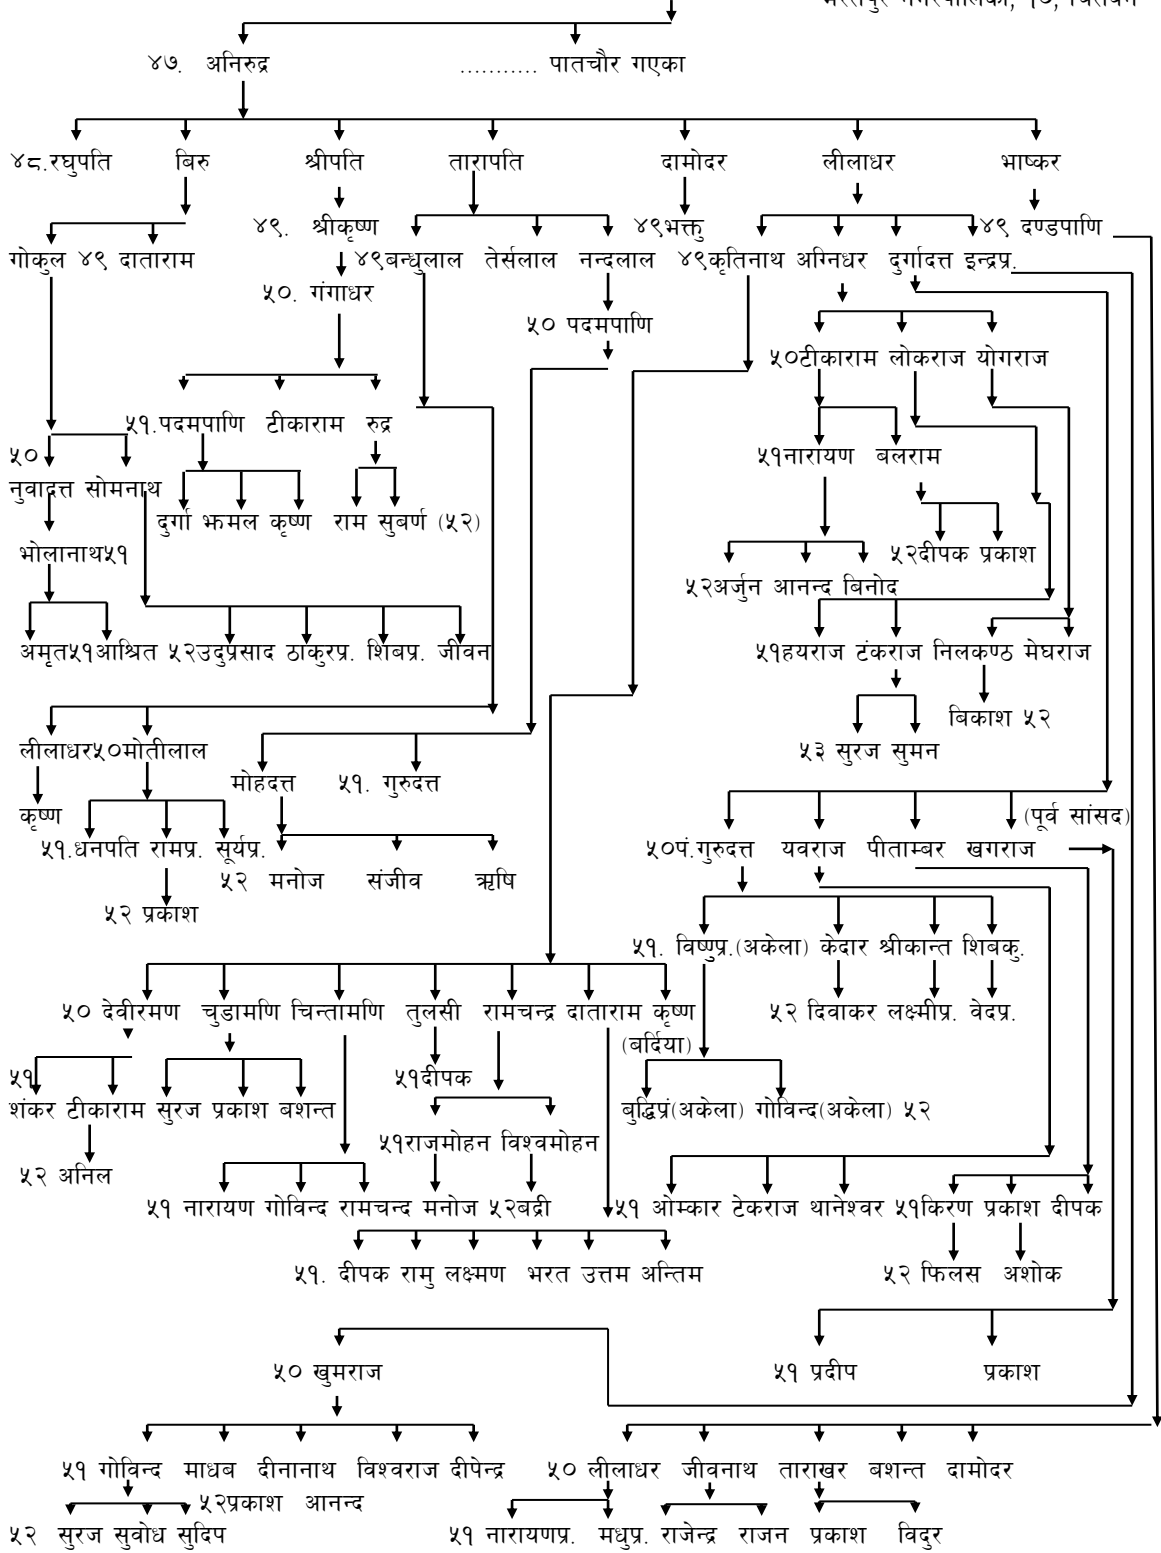 ४७. अनिरुद्र ........... पातचौर गएका
४८.रघुपति बिरु श्रीपति तारापति दामोदर लीलाधर भाष्कर
४९. श्रीकृष्ण ४९भक्तु ४९ दण्डपाणि
गोकुल ४९ दाताराम ४९बन्धुलाल तेर्सलाल नन्दलाल ४९कृतिनाथ अग्निधर दुर्गादत्त इन्द्रप्र.
५०. गंगाधर
५० पदमपाणि
५०टीकाराम लोकराज योगराज
५१.पदमपाणि टीकाराम रुद्र
५० ५१नारायण बलराम
नुवादत्त सोमनाथ
दुर्गा झमल कृष्ण राम सुबर्ण (५२)
भोलानाथ५१ ५२दीपक प्रकाश
५२अर्जुन आनन्द बिनोद
अमृत५१आश्रित ५२उदुप्रसाद ठाकुरप्र. शिबप्र. जीवन ५१हयराज टंकराज निलकण्ठ मेघराज
बिकाश ५२
लीलाधर५०मोतीलाल ५३ सुरज सुमन
मोहदत्त ५१. गुरुदत्त
कृष्ण (पूर्व सांसद)
५१.धनपति रामप्र. सूर्यप्र. ५०पं.गुरुदत्त यवराज पीताम्बर खगराज
५२ मनोज संजीव ऋषि
५२ प्रकाश
५१. विष्णुप्र.(अकेला) केदार श्रीकान्त शिबकु.
५० देवीरमण चुडामणि चिन्तामणि तुलसी रामचन्द्र दाताराम कृष्ण ५२ दिवाकर लक्ष्मीप्र. वेदप्र.
(बर्दिया)
५१ ५१दीपक
शंकर टीकाराम सुरज प्रकाश बशन्त बुद्धिप्रं(अकेला) गोविन्द(अकेला) ५२
५१राजमोहन विश्वमोहन
५२ अनिल
५१ नारायण गोविन्द रामचन्द मनोज ५२बद्री ५१ ओम्कार टेकराज थानेश्वर ५१किरण प्रकाश दीपक
५१. दीपक रामु लक्ष्मण भरत उत्तम अन्तिम ५२ फिलस अशोक
५० खुमराज ५१ प्रदीप प्रकाश
५१ गोविन्द माधब दीनानाथ विश्वराज दीपेन्द्र ५० लीलाधर जीवनाथ ताराखर बशन्त दामोदर
५२प्रकाश आनन्द
५२ सुरज सुवोध सुदिप ५१ नारायणप्र. मधुप्र. राजेन्द्र राजन प्रकाश विदुर